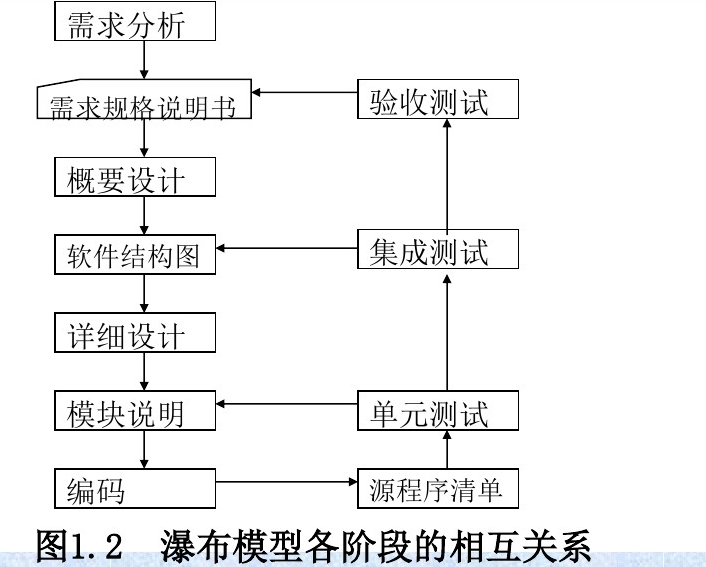 需求分析
需求规格说明书
验收测试
概要设计
软件结构图
集成测试
详细设计
模块说明
单元测试
编码
源程序清单
图1.2 瀑布模型各阶段的相互关系